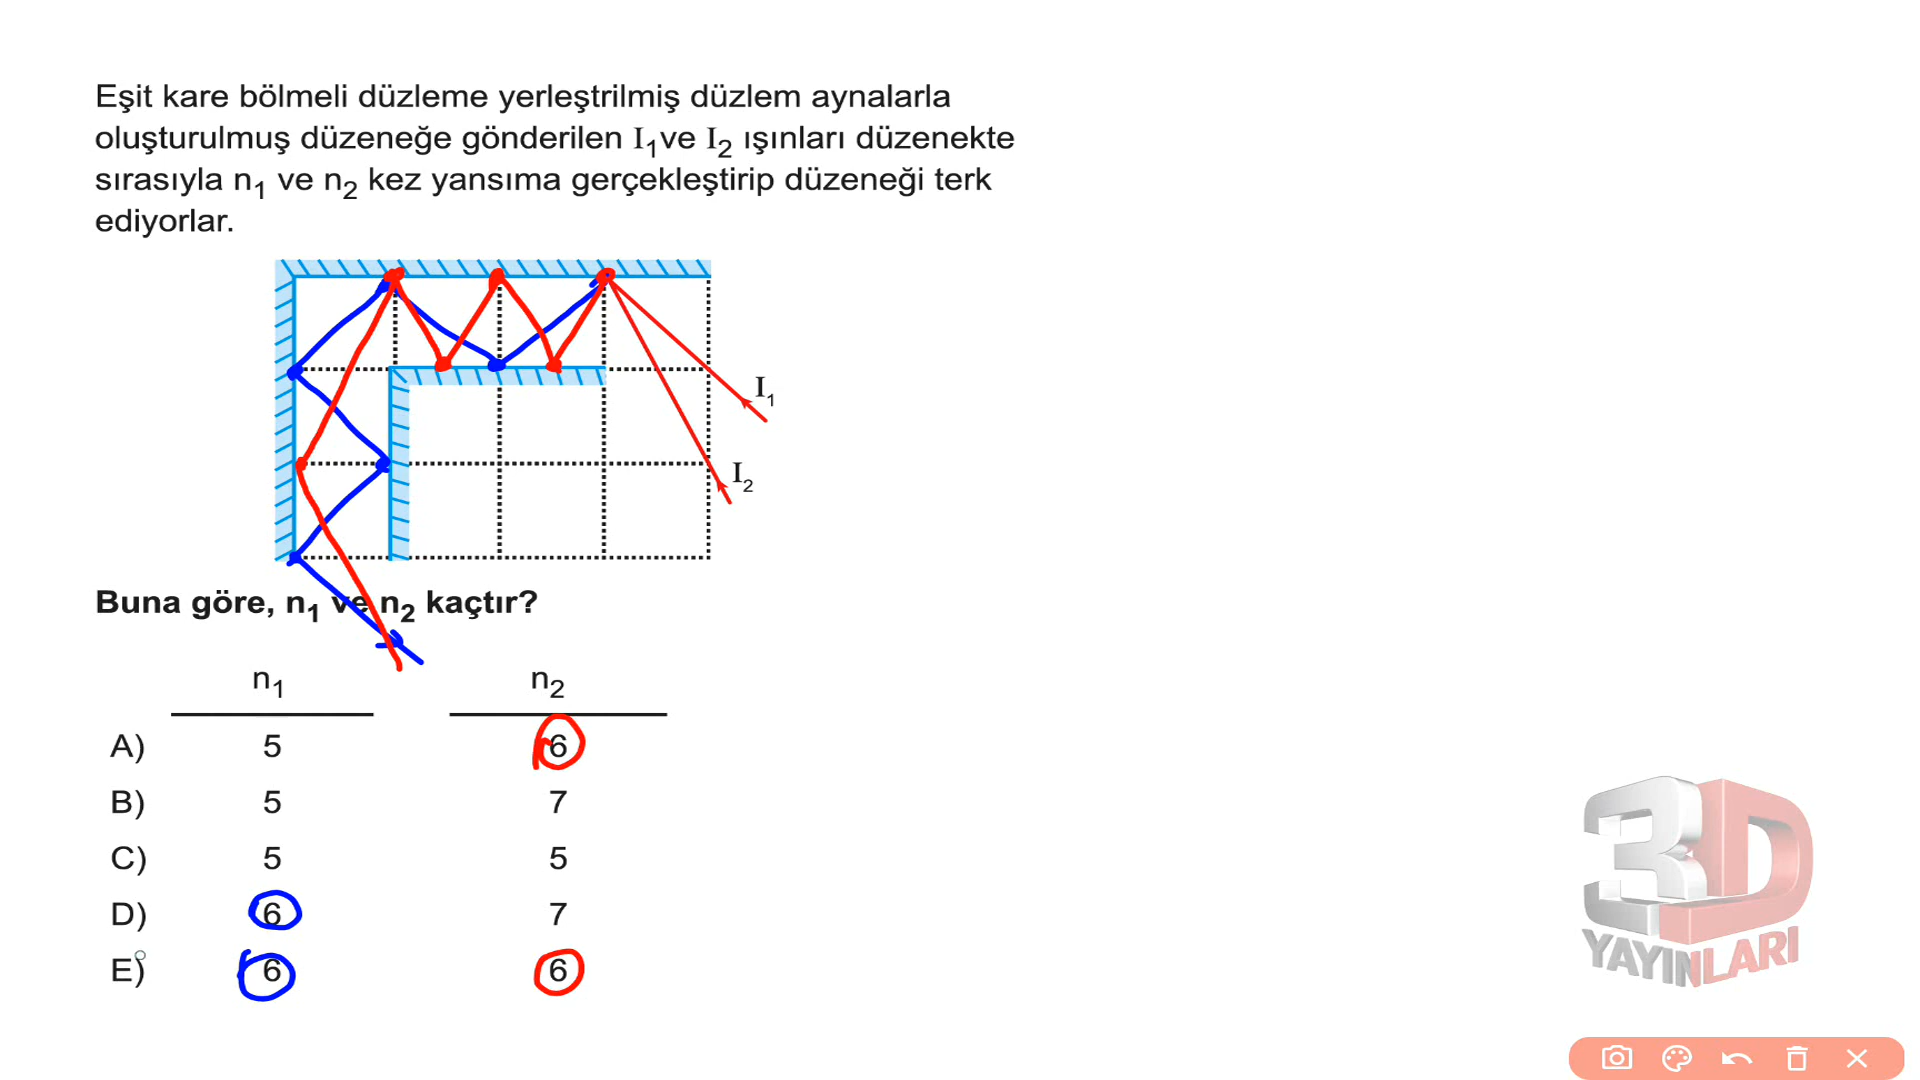 Eşit kare bölmeli düzleme yerleştrilmiş düzlem aynalarla
oluşturulmuş düzeneğe gönderilen I₁ve I₂ ışınları düzenekte
sırasıyla n₁ ve n₂ kez yansıma gerçekleştirip düzeneği terk
ediyorlar.
I₁
I₂
Buna göre, n₁ ve n₂ kaçtır?
n₁ n₂
A) 5 6
B) 5 7
C) 5 5
D) 6 7
E) 6 6
3D
YAYINLARI